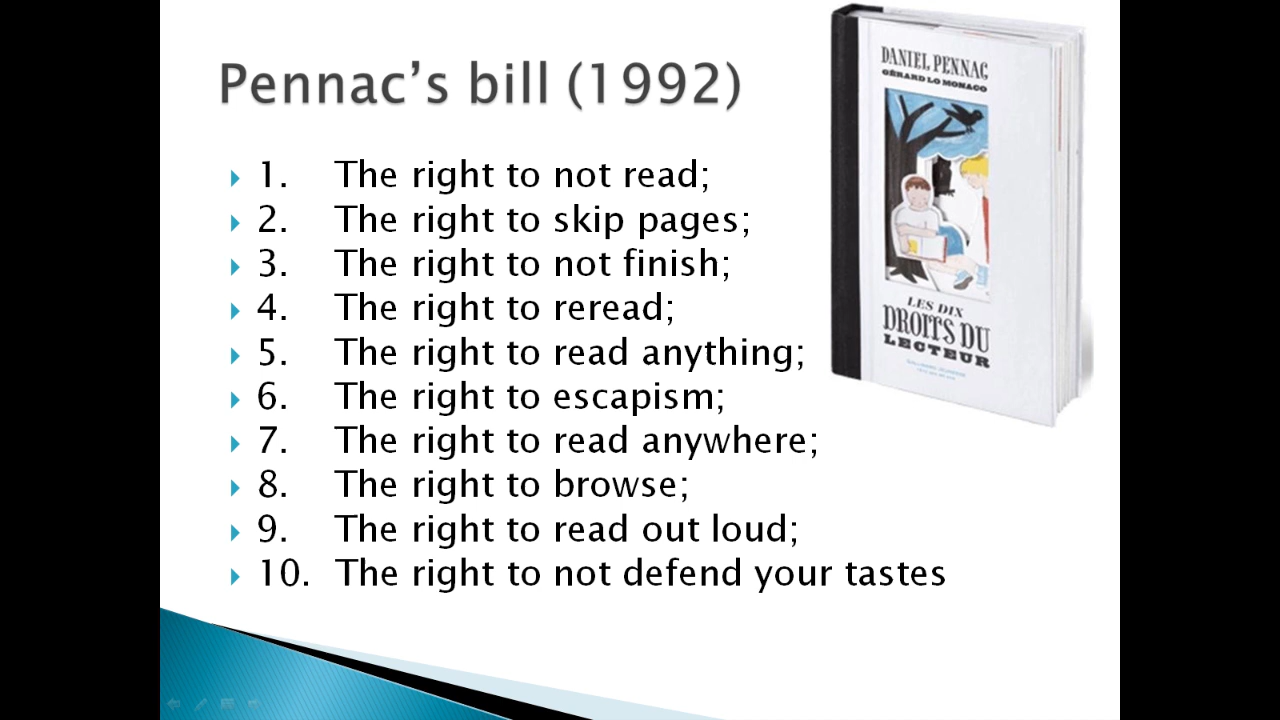 Pennac's bill (1992)
1. The right to not read;
2. The right to skip pages;
3. The right to not finish;
4. The right to reread;
5. The right to read anything;
6. The right to escapism;
7. The right to read anywhere;
8. The right to browse;
9. The right to read out loud;
10. The right to not defend your tastes
DANIEL PENNAC
GÉRARD LO MONACO
LES DIX
DROITS DU
LECTEUR